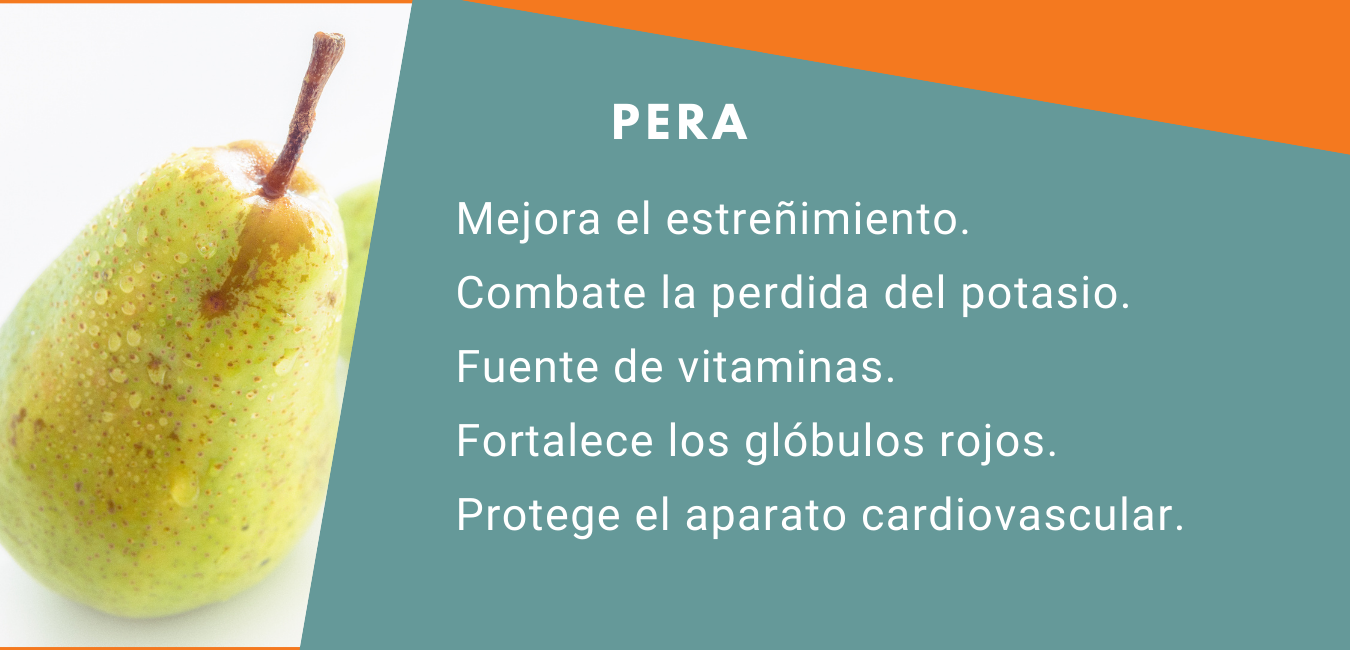 PERA
Mejora el estreñimiento.
Combate la perdida del potasio.
Fuente de vitaminas.
Fortalece los glóbulos rojos.
Protege el aparato cardiovascular.